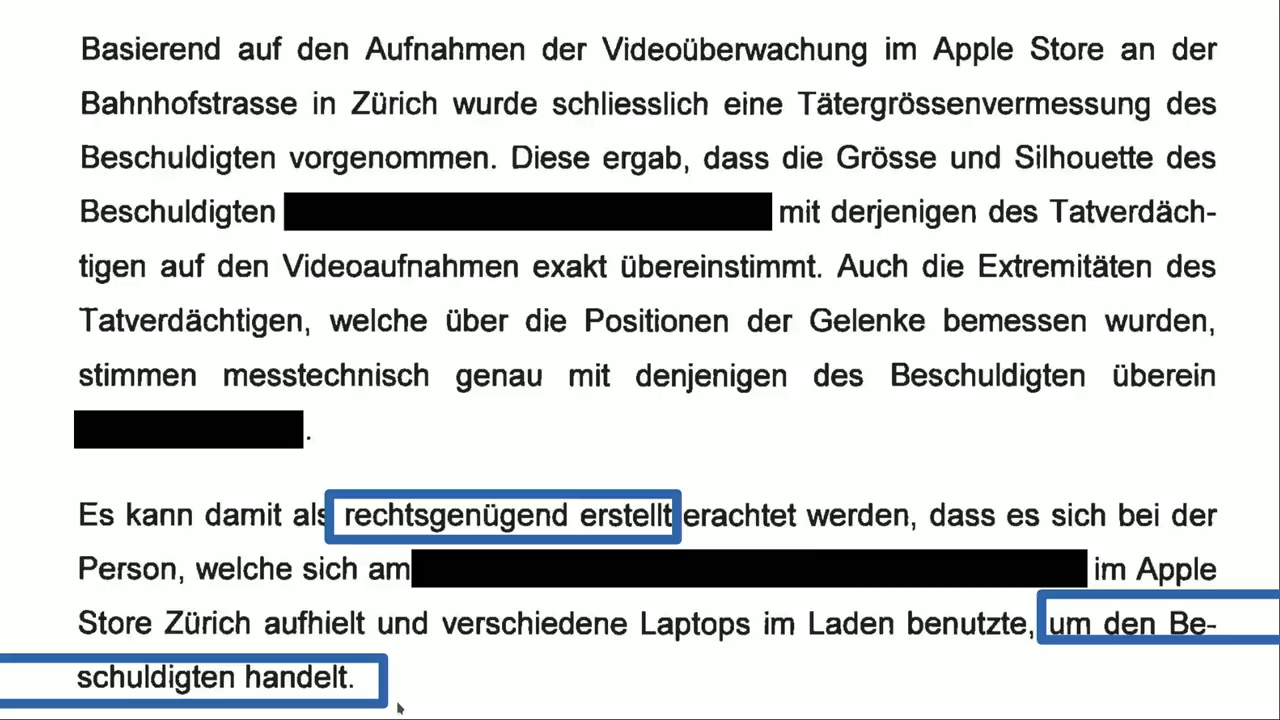 Basierend auf den Aufnahmen der Videoüberwachung im Apple Store an der
Bahnhofstrasse in Zürich wurde schliesslich eine Tätergrössenvermessung des
Beschuldigten vorgenommen. Diese ergab, dass die Grösse und Silhouette des
Beschuldigten mit derjenigen des Tatverdäch-
tigen auf den Videoaufnahmen exakt übereinstimmt. Auch die Extremitäten des
Tatverdächtigen, welche über die Positionen der Gelenke bemessen wurden,
stimmen messtechnisch genau mit denjenigen des Beschuldigten überein
.
Es kann damit als rechtsgenügend erstellt erachtet werden, dass es sich bei der
Person, welche sich am im Apple
Store Zürich aufhielt und verschiedene Laptops im Laden benutzte, um den Be-
schuldigten handelt.